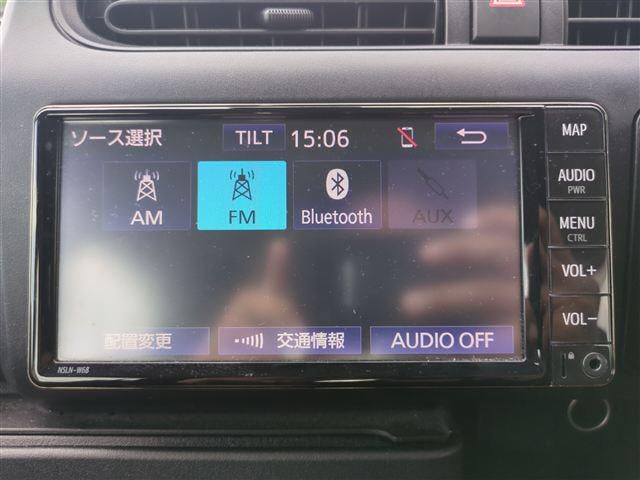 ソース選択 TILT 15:06
AM FM Bluetooth AUX
配置変更 交通情報 AUDIO OFF
NSLN-W68
MAP
AUDIO
PWR
MENU
CTRL
VOL+
VOL-